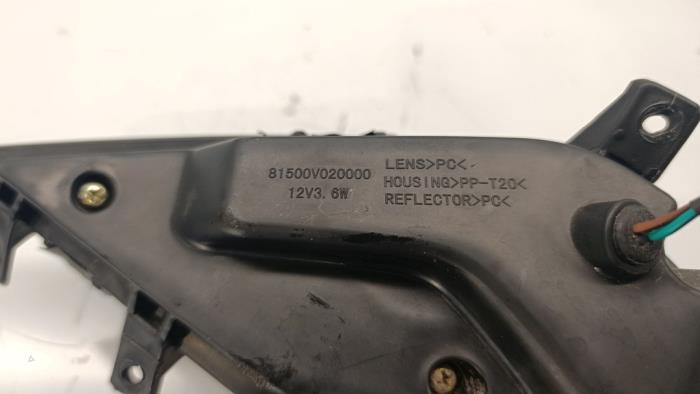 81500V020000
12V3.6W
LENS>PC<
HOUSING>PP-T20<
REFLECTOR>PC<